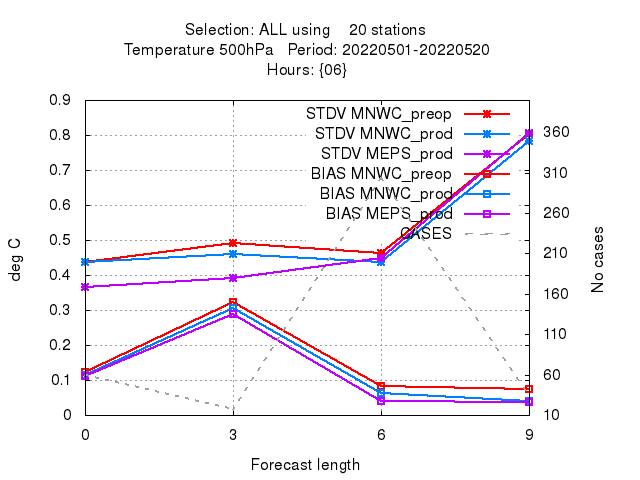 Selection: ALL using 20 stations
Temperature 500hPa Period: 20220501-20220520
Hours: {06}
STDV MNWC_preop
STDV MNWC_prod
STDV MEPS_prod
BIAS MNWC_preop
BIAS MNWC_prod
BIAS MEPS_prod
CASES
deg C
0.9
0.8
0.7
0.6
0.5
0.4
0.3
0.2
0.1
0
360
310
260
210
160
110
60
10
No cases
0 3 6 9
Forecast length